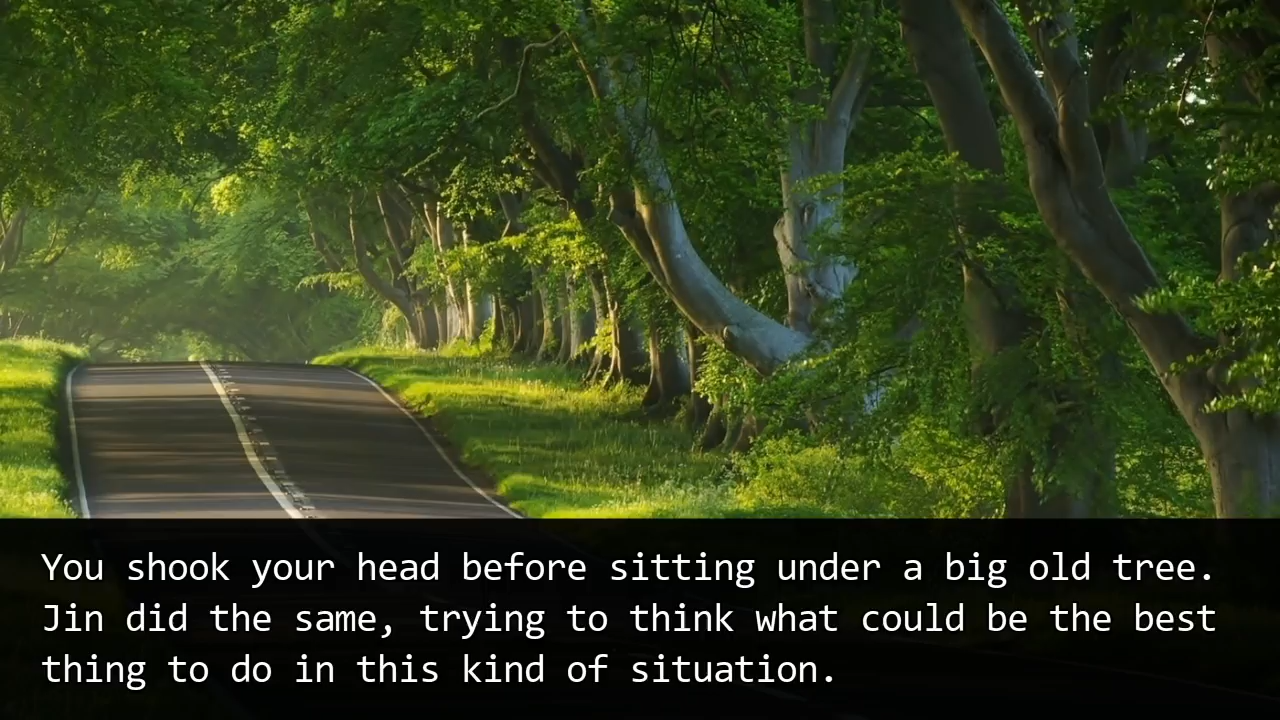 You shook your head before sitting under a big old tree.
Jin did the same, trying to think what could be the best
thing to do in this kind of situation.